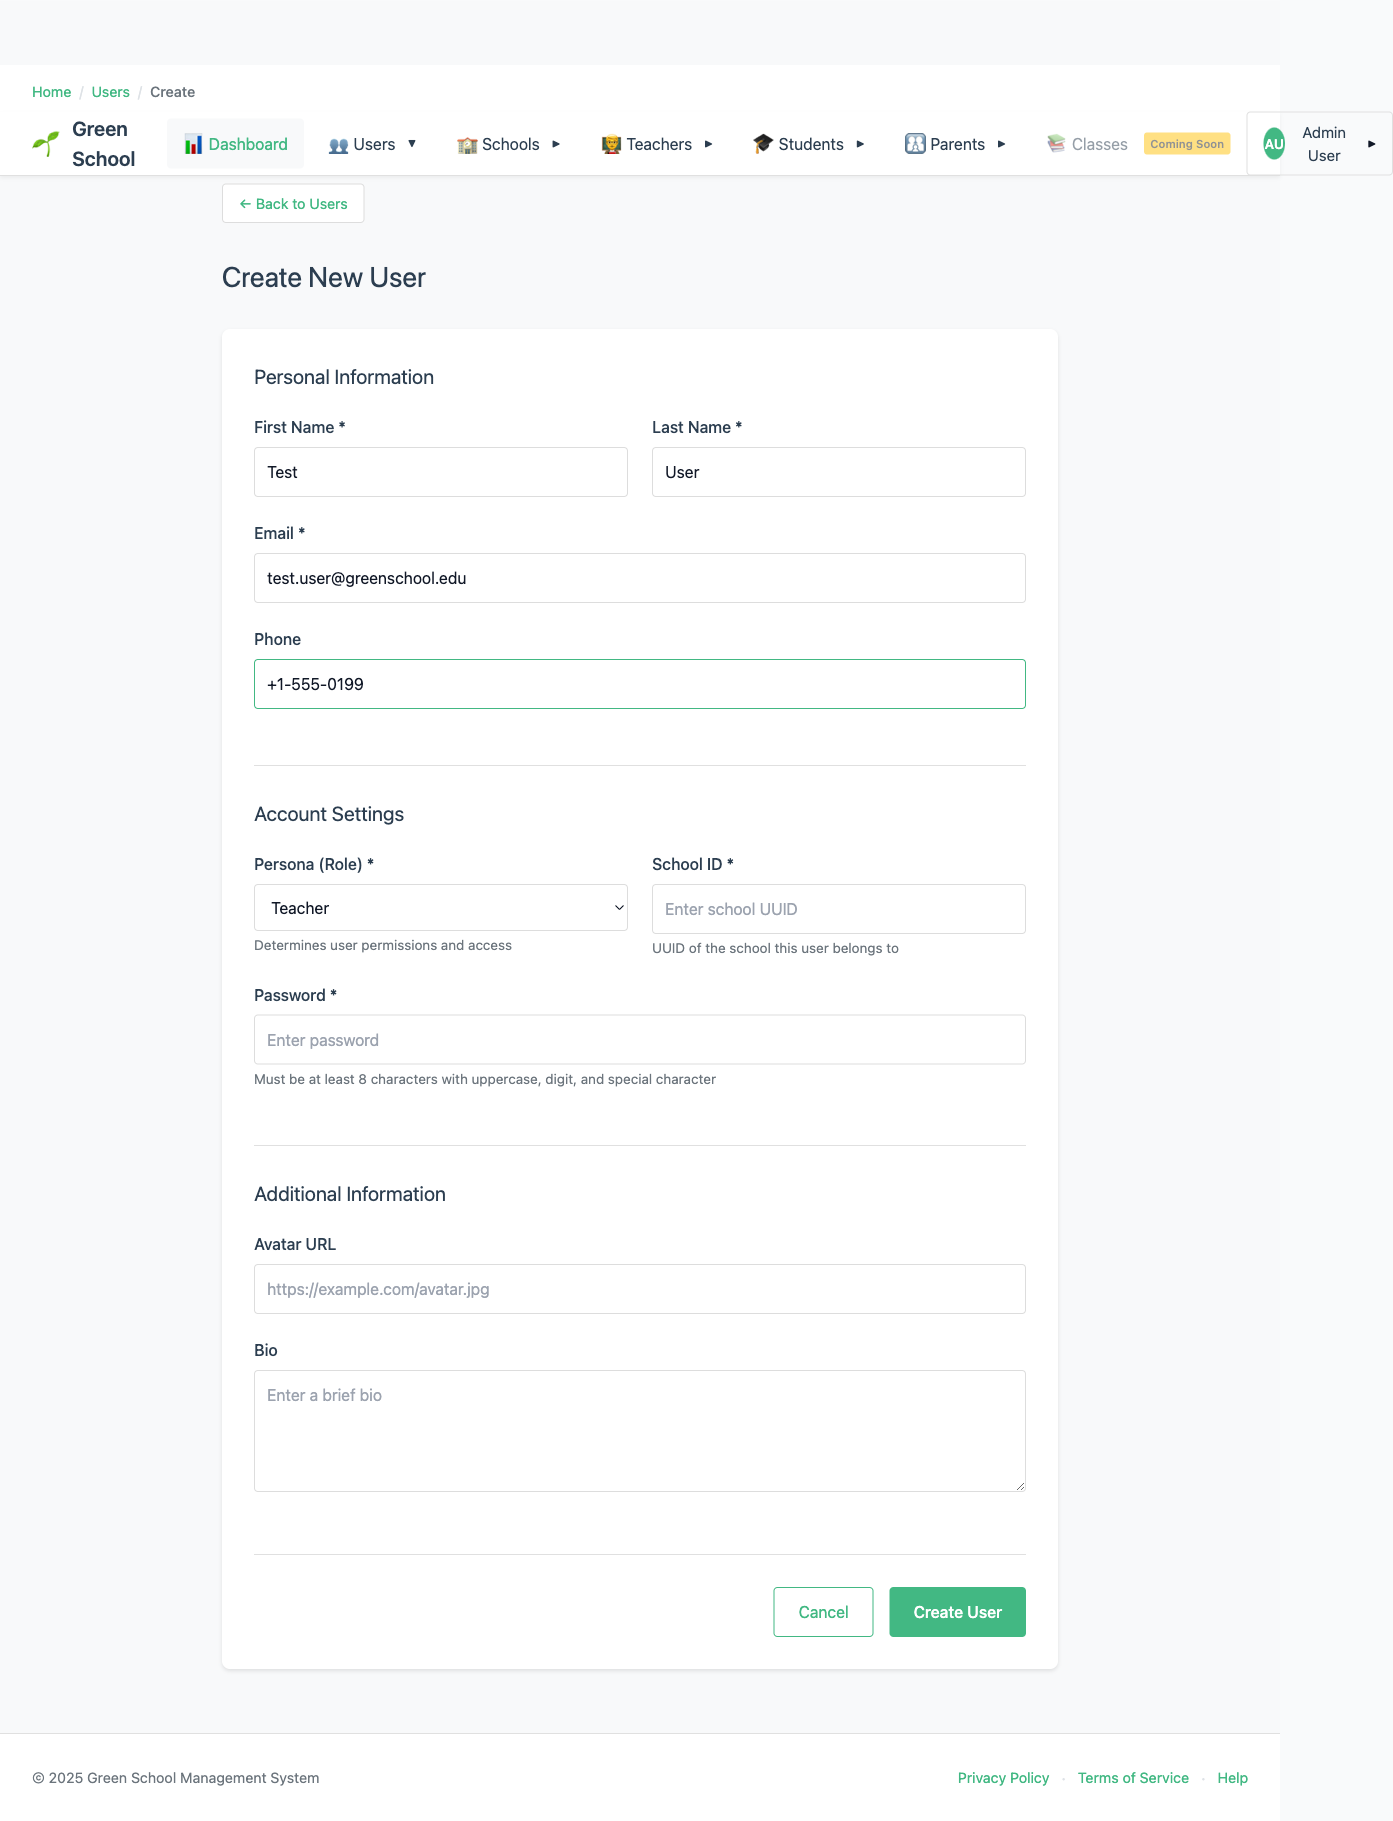 Home / Users / Create
Green School
Dashboard
Users ▼
Schools ►
Teachers ►
Students ►
Parents ►
Classes
Coming Soon
AU
Admin User ►
← Back to Users
Create New User
Personal Information
First Name *
Last Name *
Test
User
Email *
test.user@greenschool.edu
Phone
+1-555-0199
Account Settings
Persona (Role) *
School ID *
Teacher
Enter school UUID
Determines user permissions and access
UUID of the school this user belongs to
Password *
Enter password
Must be at least 8 characters with uppercase, digit, and special character
Additional Information
Avatar URL
https://example.com/avatar.jpg
Bio
Enter a brief bio
Cancel
Create User
© 2025 Green School Management System
Privacy Policy · Terms of Service · Help